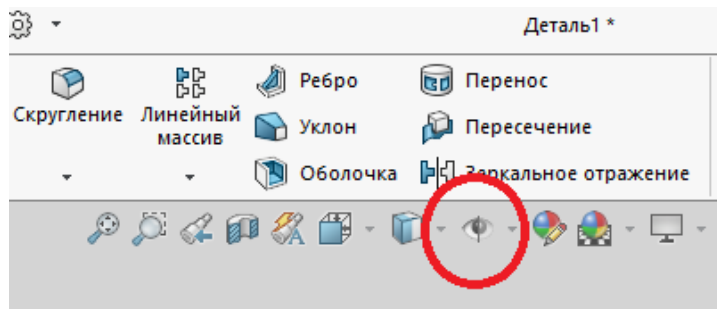 Деталь1 *
Скругление
Линейный
массив
Ребро
Уклон
Оболочка
Перенос
Пересечение
Зеркальное отражение